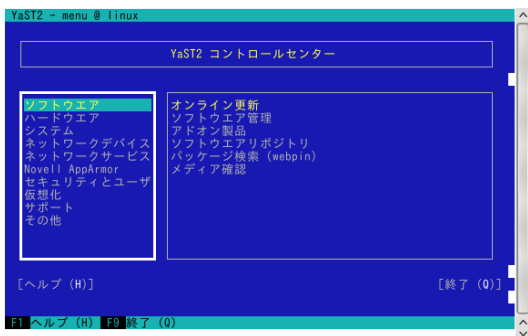 YaST2 - menu @ linux
YaST2 コントロールセンター
ソフトウエア
ハードウエア
システム
ネットワークデバイス
ネットワークサービス
Novell AppArmor
セキュリティとユーザ
仮想化
サポート
その他
オンライン更新
ソフトウエア管理
アドオン製品
ソフトウエアリポジトリ
パッケージ検索 (webpin)
メディア確認
[ヘルプ (H)]
[終了 (Q)]
F1 ヘルプ (H) F9 終了 (Q)